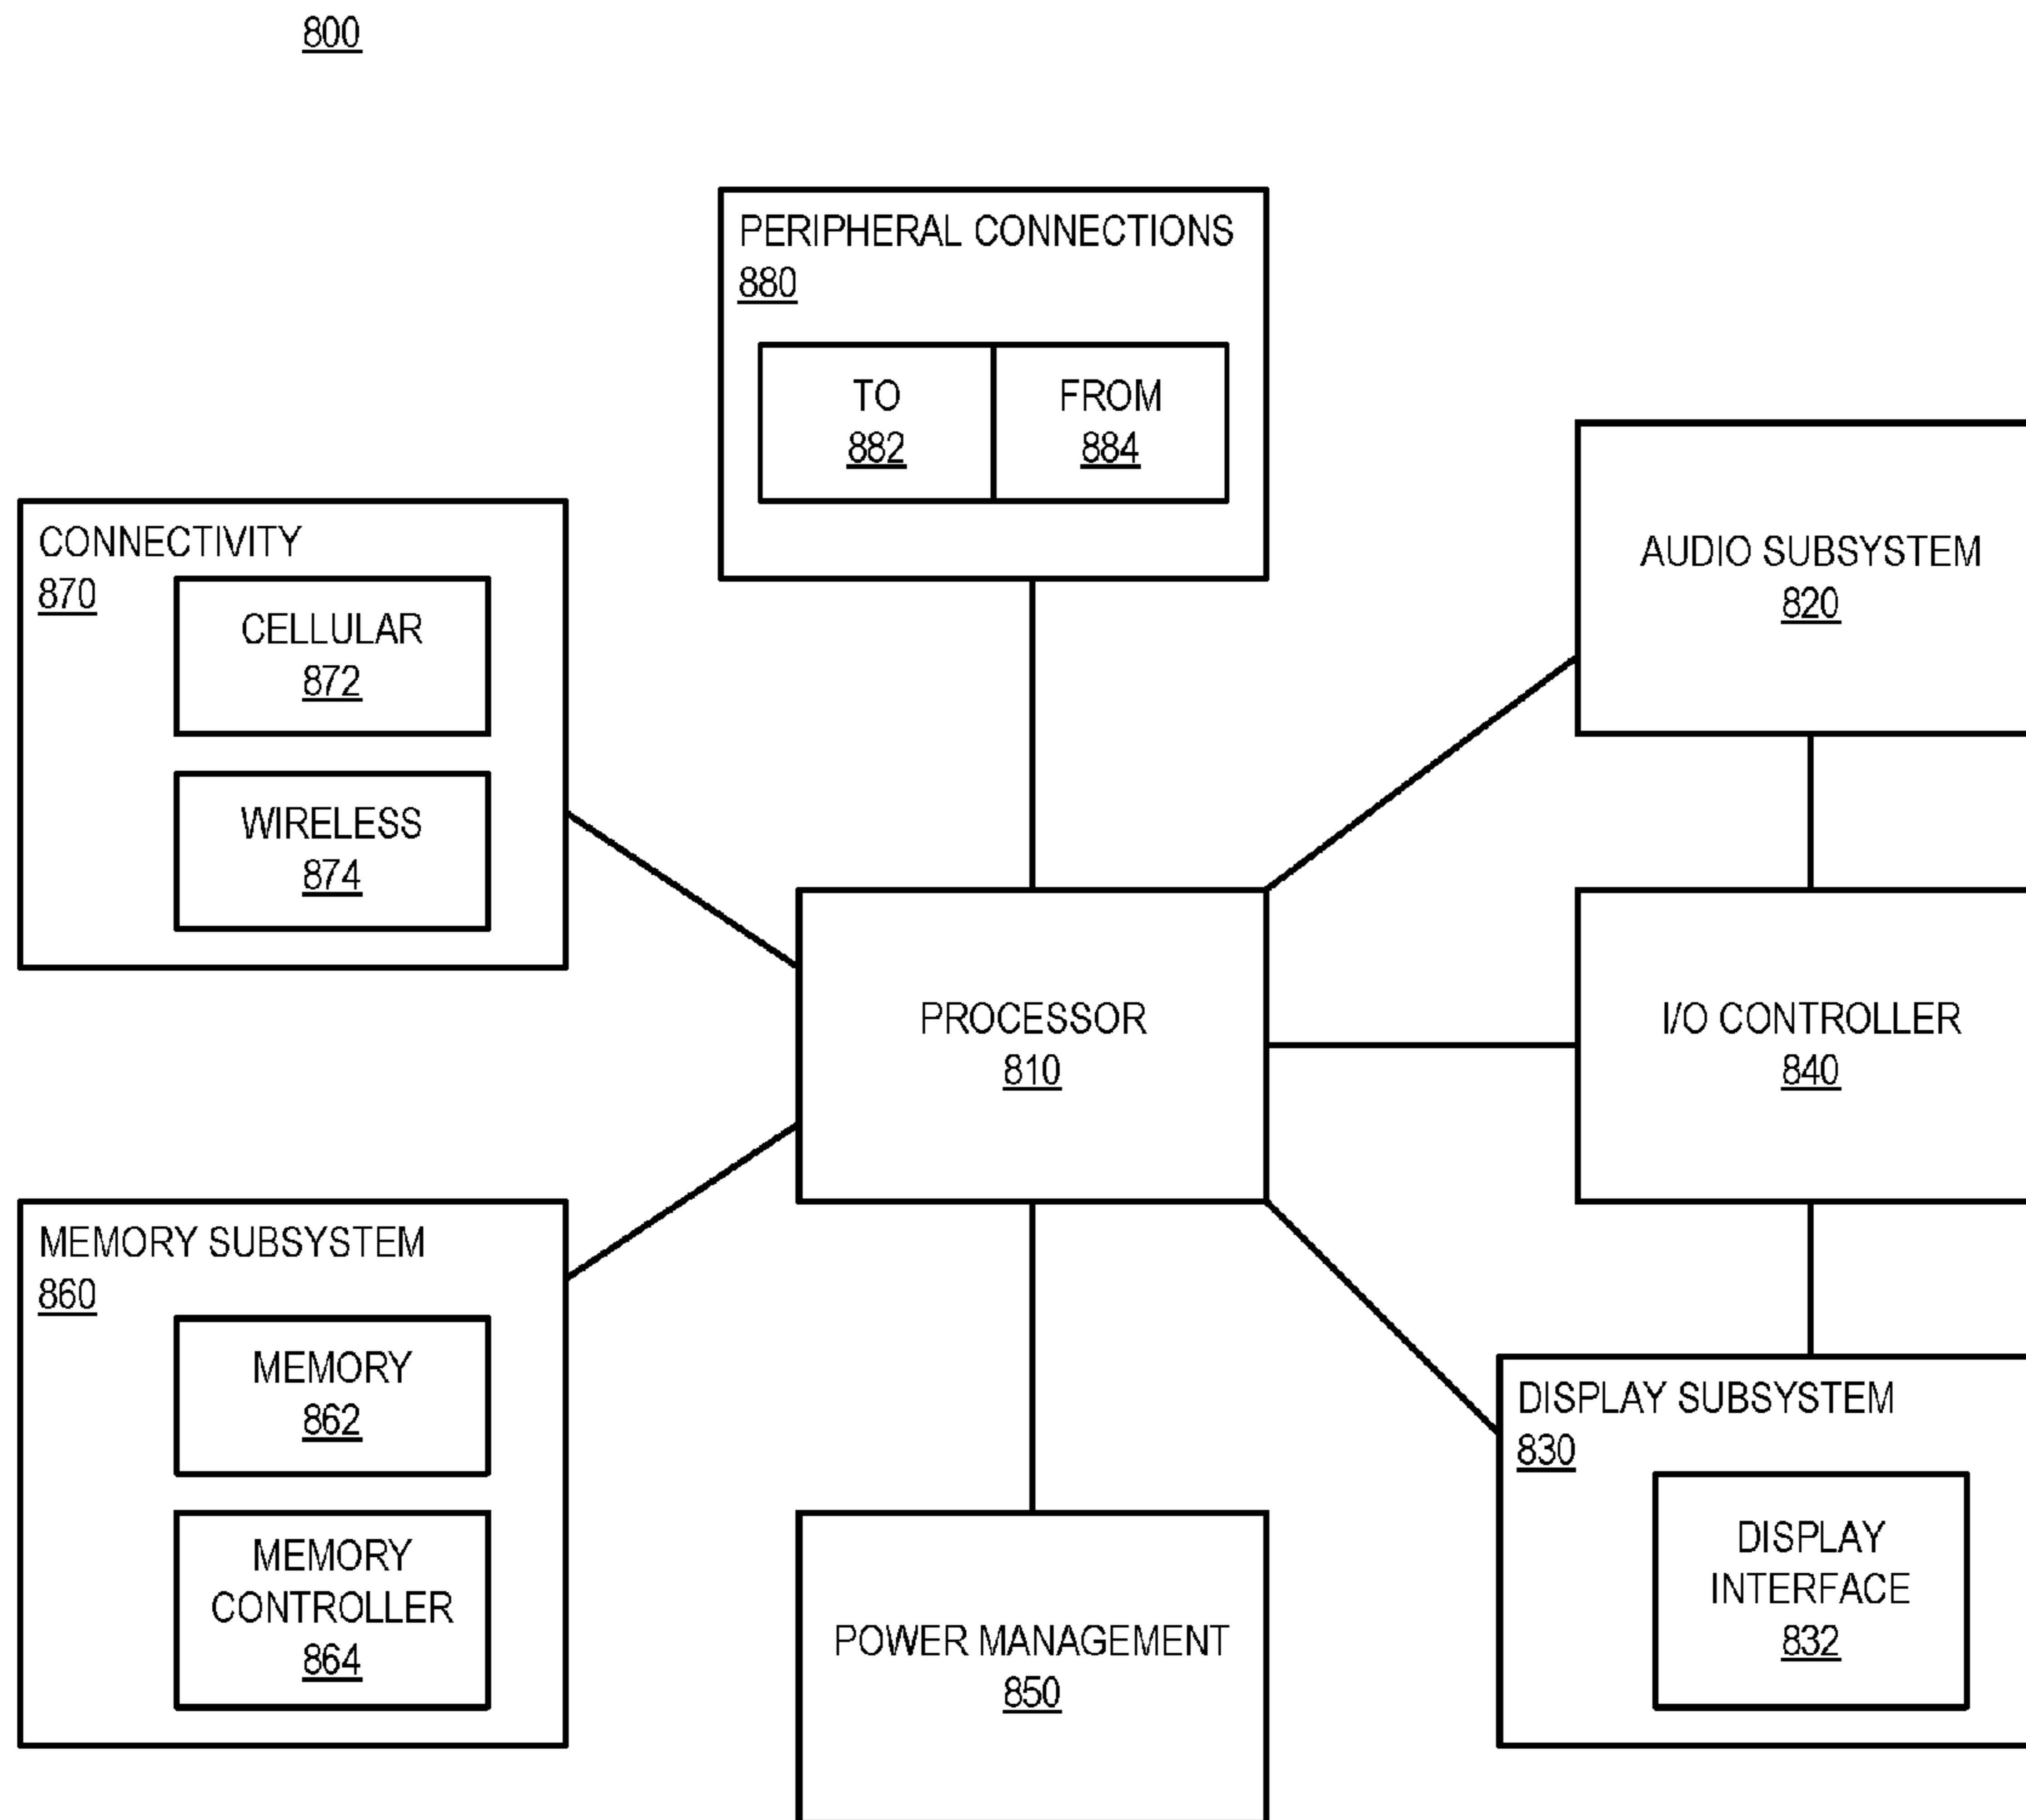 800
PERIPHERAL CONNECTIONS
880
TO
882
FROM
884
CONNECTIVITY
870
CELLULAR
872
WIRELESS
874
AUDIO SUBSYSTEM
820
PROCESSOR
810
I/O CONTROLLER
840
MEMORY SUBSYSTEM
860
MEMORY
862
MEMORY
CONTROLLER
864
POWER MANAGEMENT
850
DISPLAY SUBSYSTEM
830
DISPLAY
INTERFACE
832